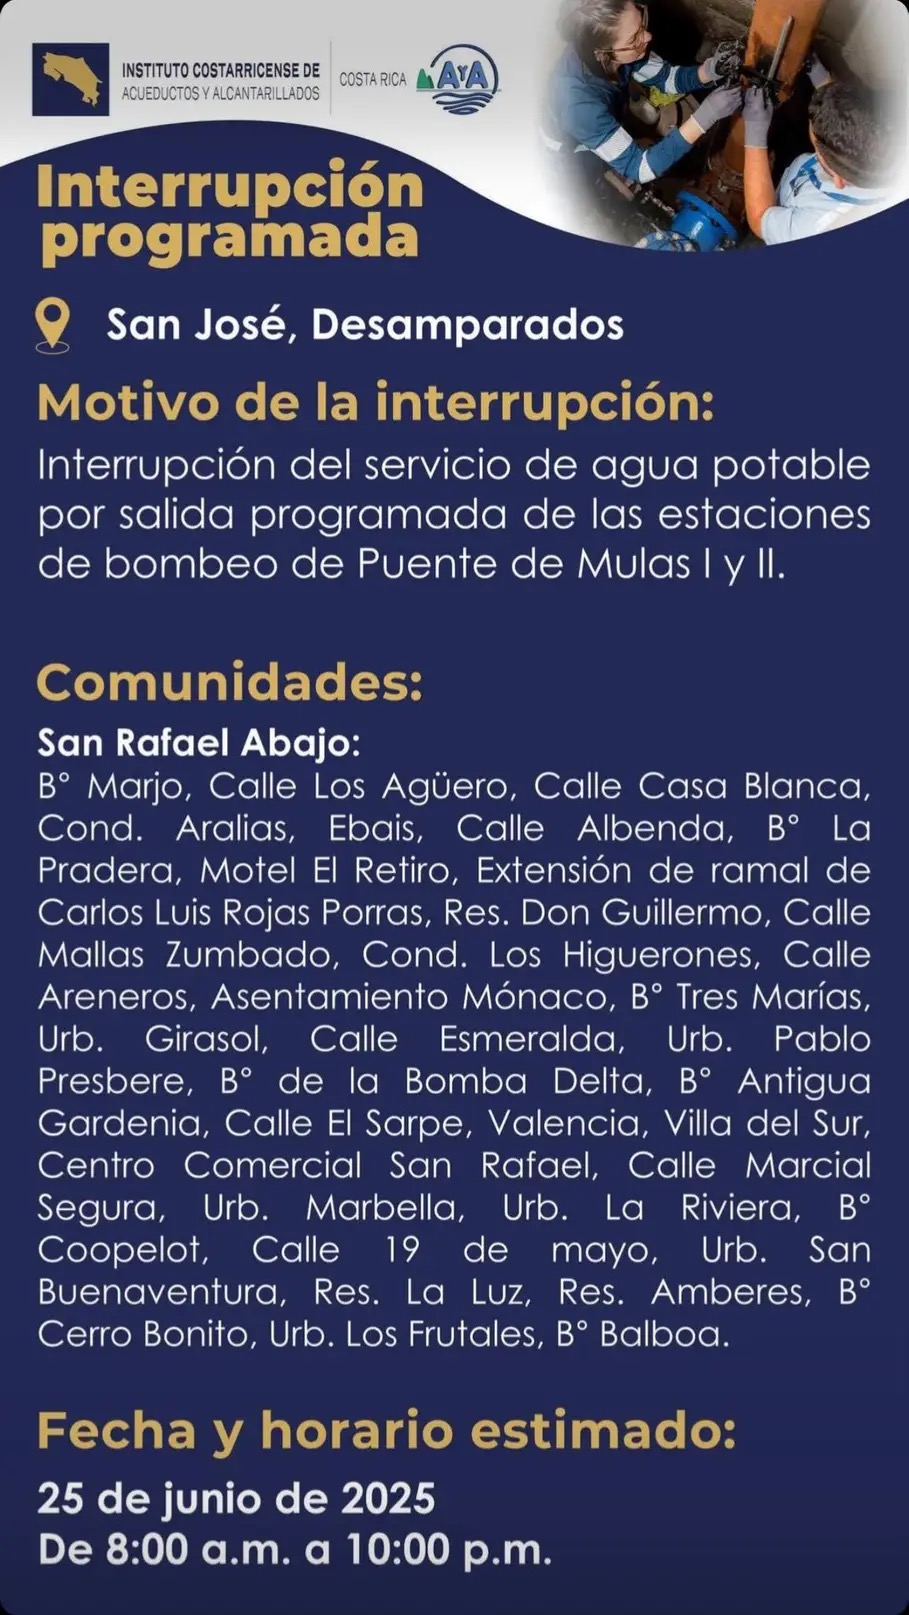 INSTITUTO COSTARRICENSE DE
ACUEDUCTOS Y ALCANTARILLADOS
COSTA RICA
AYA
Interrupción
programada
San José, Desamparados
Motivo de la interrupción:
Interrupción del servicio de agua potable
por salida programada de las estaciones
de bombeo de Puente de Mulas I y II.
Comunidades:
San Rafael Abajo:
B° Marjo, Calle Los Agüero, Calle Casa Blanca,
Cond. Aralias, Ebais, Calle Albenda, B° La
Pradera, Motel El Retiro, Extensión de ramal de
Carlos Luis Rojas Porras, Res. Don Guillermo, Calle
Mallas Zumbado, Cond. Los Higuerones, Calle
Areneros, Asentamiento Mónaco, B° Tres Marías,
Urb. Girasol, Calle Esmeralda, Urb. Pablo
Presbere, B° de la Bomba Delta, B° Antigua
Gardenia, Calle El Sarpe, Valencia, Villa del Sur,
Centro Comercial San Rafael, Calle Marcial
Segura, Urb. Marbella, Urb. La Riviera, B°
Coopelot, Calle 19 de mayo, Urb. San
Buenaventura, Res. La Luz, Res. Amberes, B°
Cerro Bonito, Urb. Los Frutales, B° Balboa.
Fecha y horario estimado:
25 de junio de 2025
De 8:00 a.m. a 10:00 p.m.